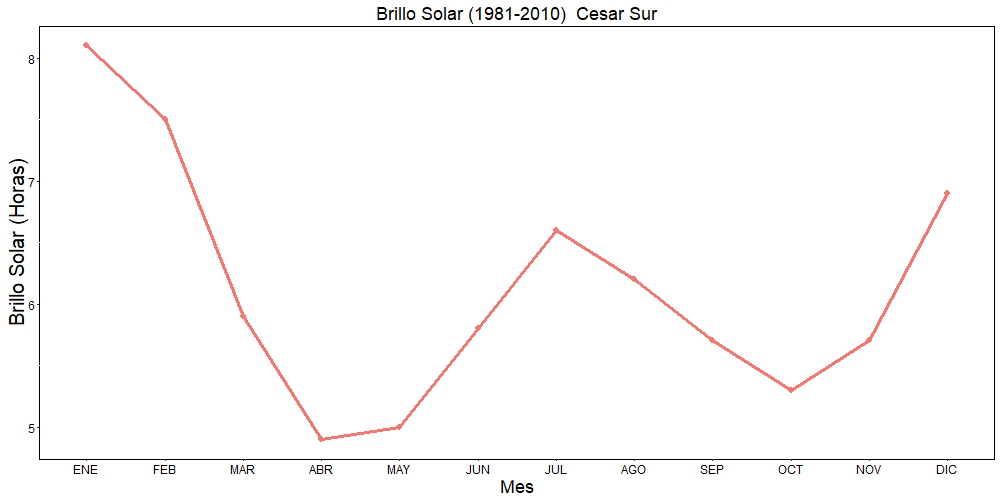 Brillo Solar (1981-2010)  Cesar Sur
Brillo Solar (Horas)
8
7
6
5
ENE FEB MAR ABR MAY JUN JUL AGO SEP OCT NOV DIC
Mes